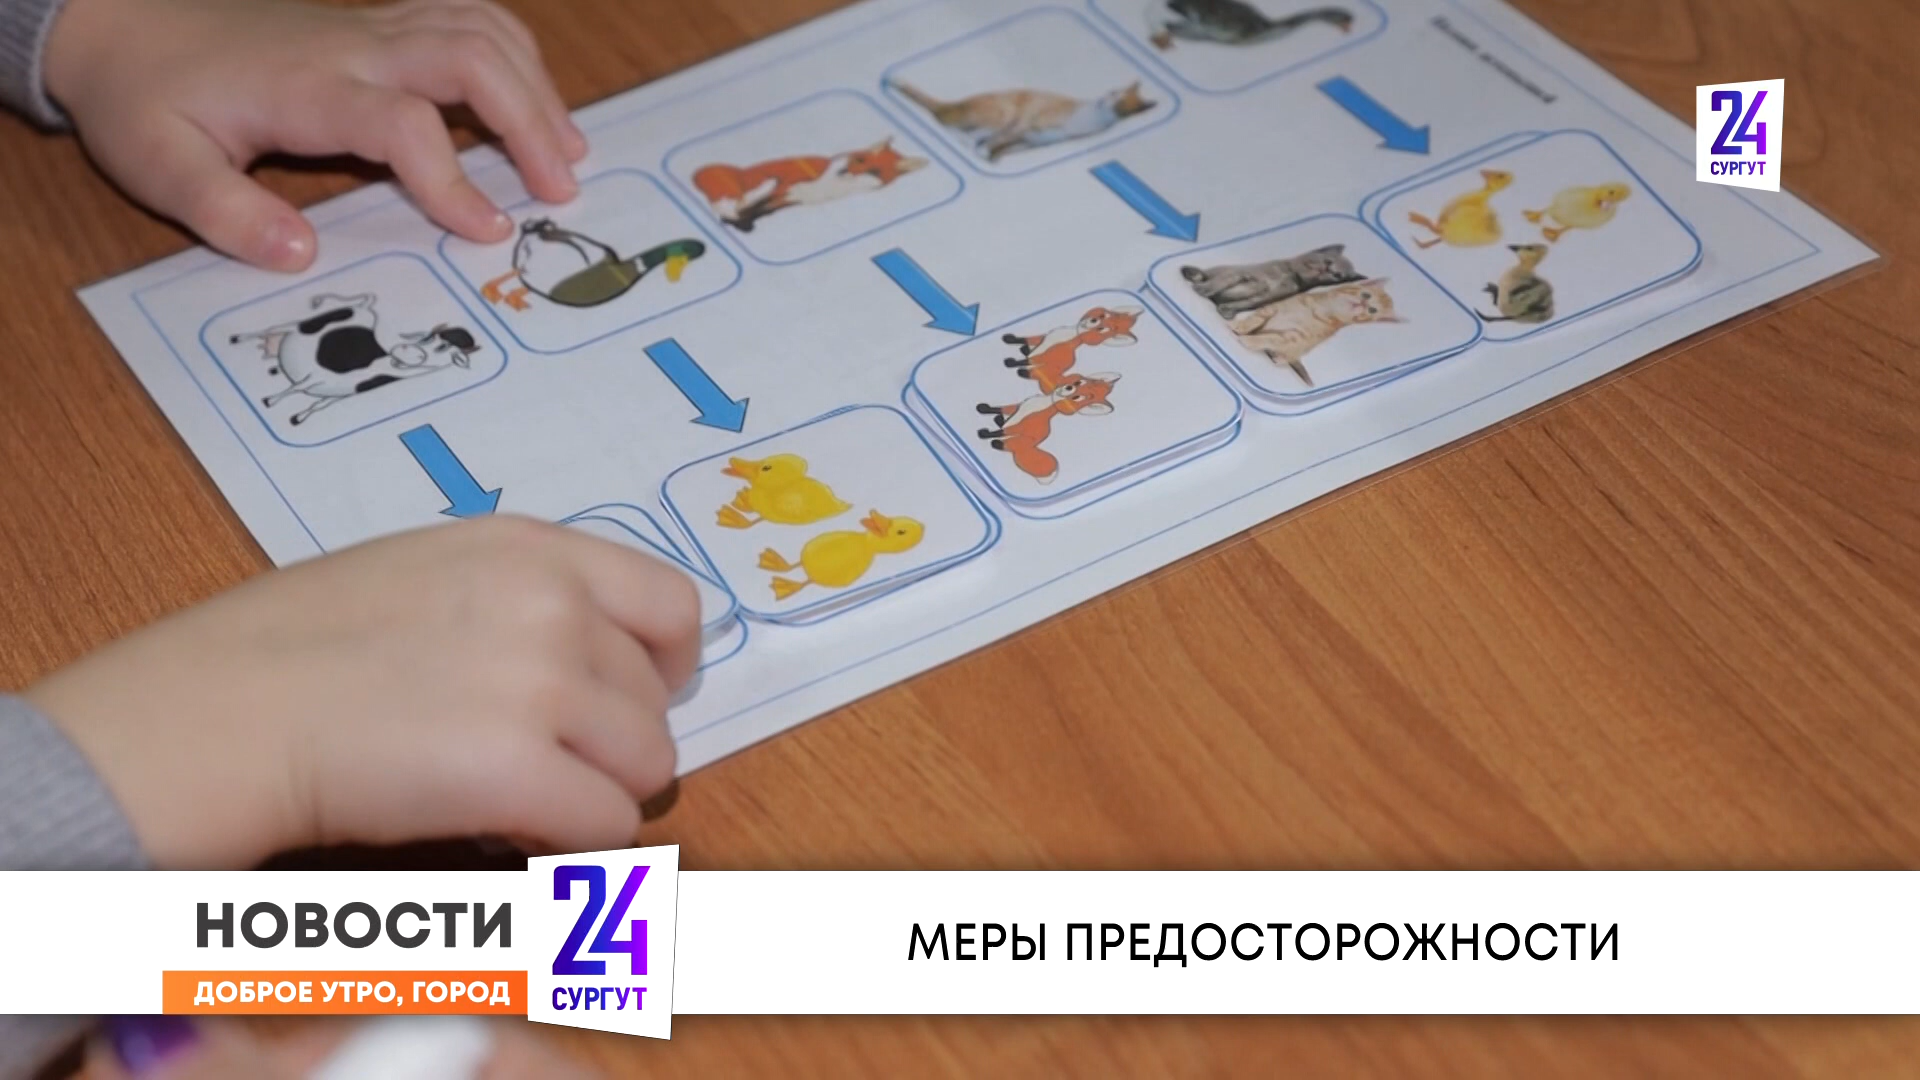 24
СУРГУТ
НОВОСТИ
ДОБРОЕ УТРО, ГОРОД
24
СУРГУТ
МЕРЫ ПРЕДОСТОРОЖНОСТИ